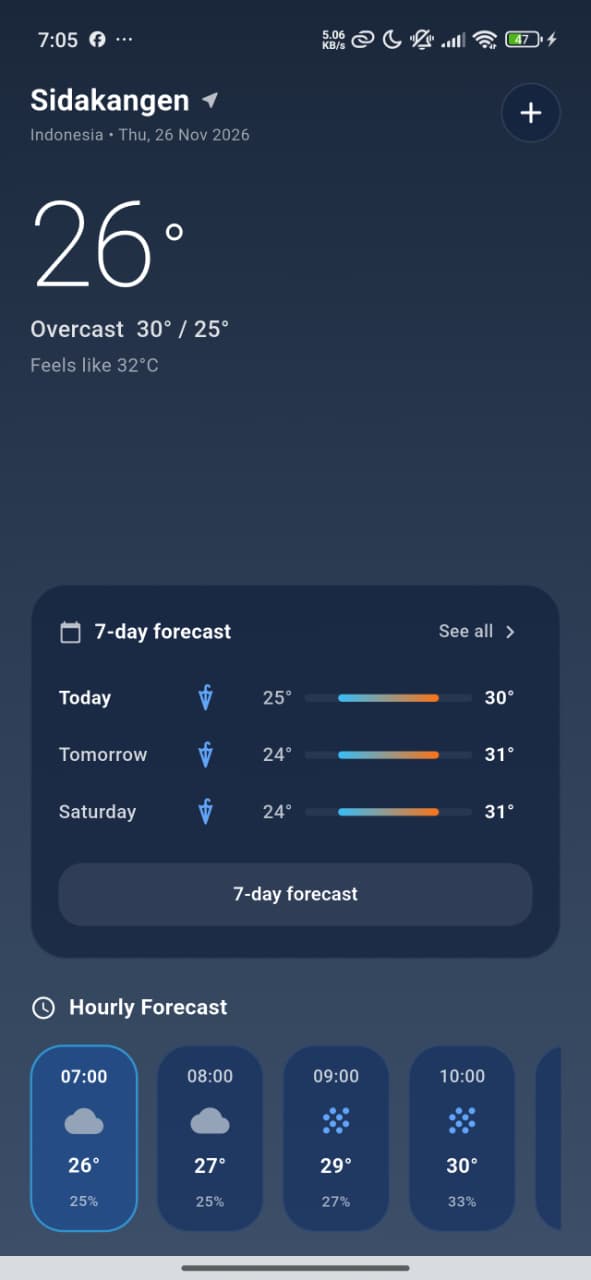 7:05 ... 5.06 KB/s 47
Sidakangen
Indonesia • Thu, 26 Nov 2026
26°
Overcast 30° / 25°
Feels like 32°C
7-day forecast See all
Today 25° 30°
Tomorrow 24° 31°
Saturday 24° 31°
7-day forecast
Hourly Forecast
07:00 08:00 09:00 10:00
26° 27° 29° 30°
25% 25% 27% 33%